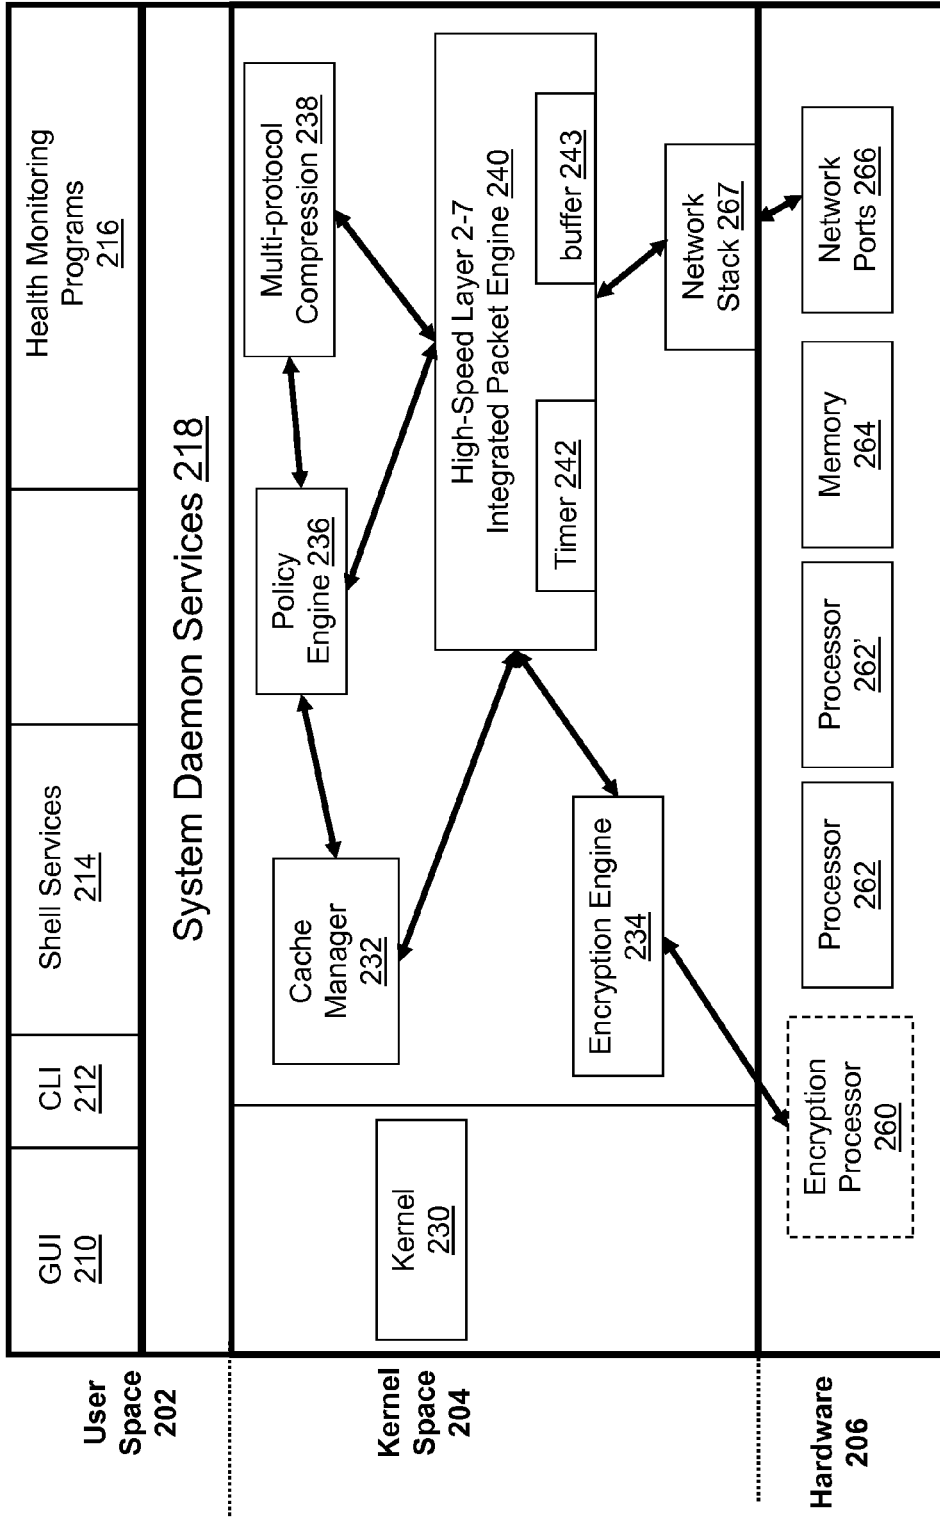 User
Space
202
GUI
210
CLI
212
Shell Services
214
Health Monitoring
Programs
216
System Daemon Services 218
Kernel
Space
204
Kernel
230
Cache
Manager
232
Policy
Engine 236
Multi-protocol
Compression 238
High-Speed Layer 2-7
Integrated Packet Engine 240
Timer 242
buffer 243
Encryption Engine
234
Network
Stack 267
Hardware
206
Encryption
Processor
260
Processor
262
Processor
262'
Memory
264
Network
Ports 266